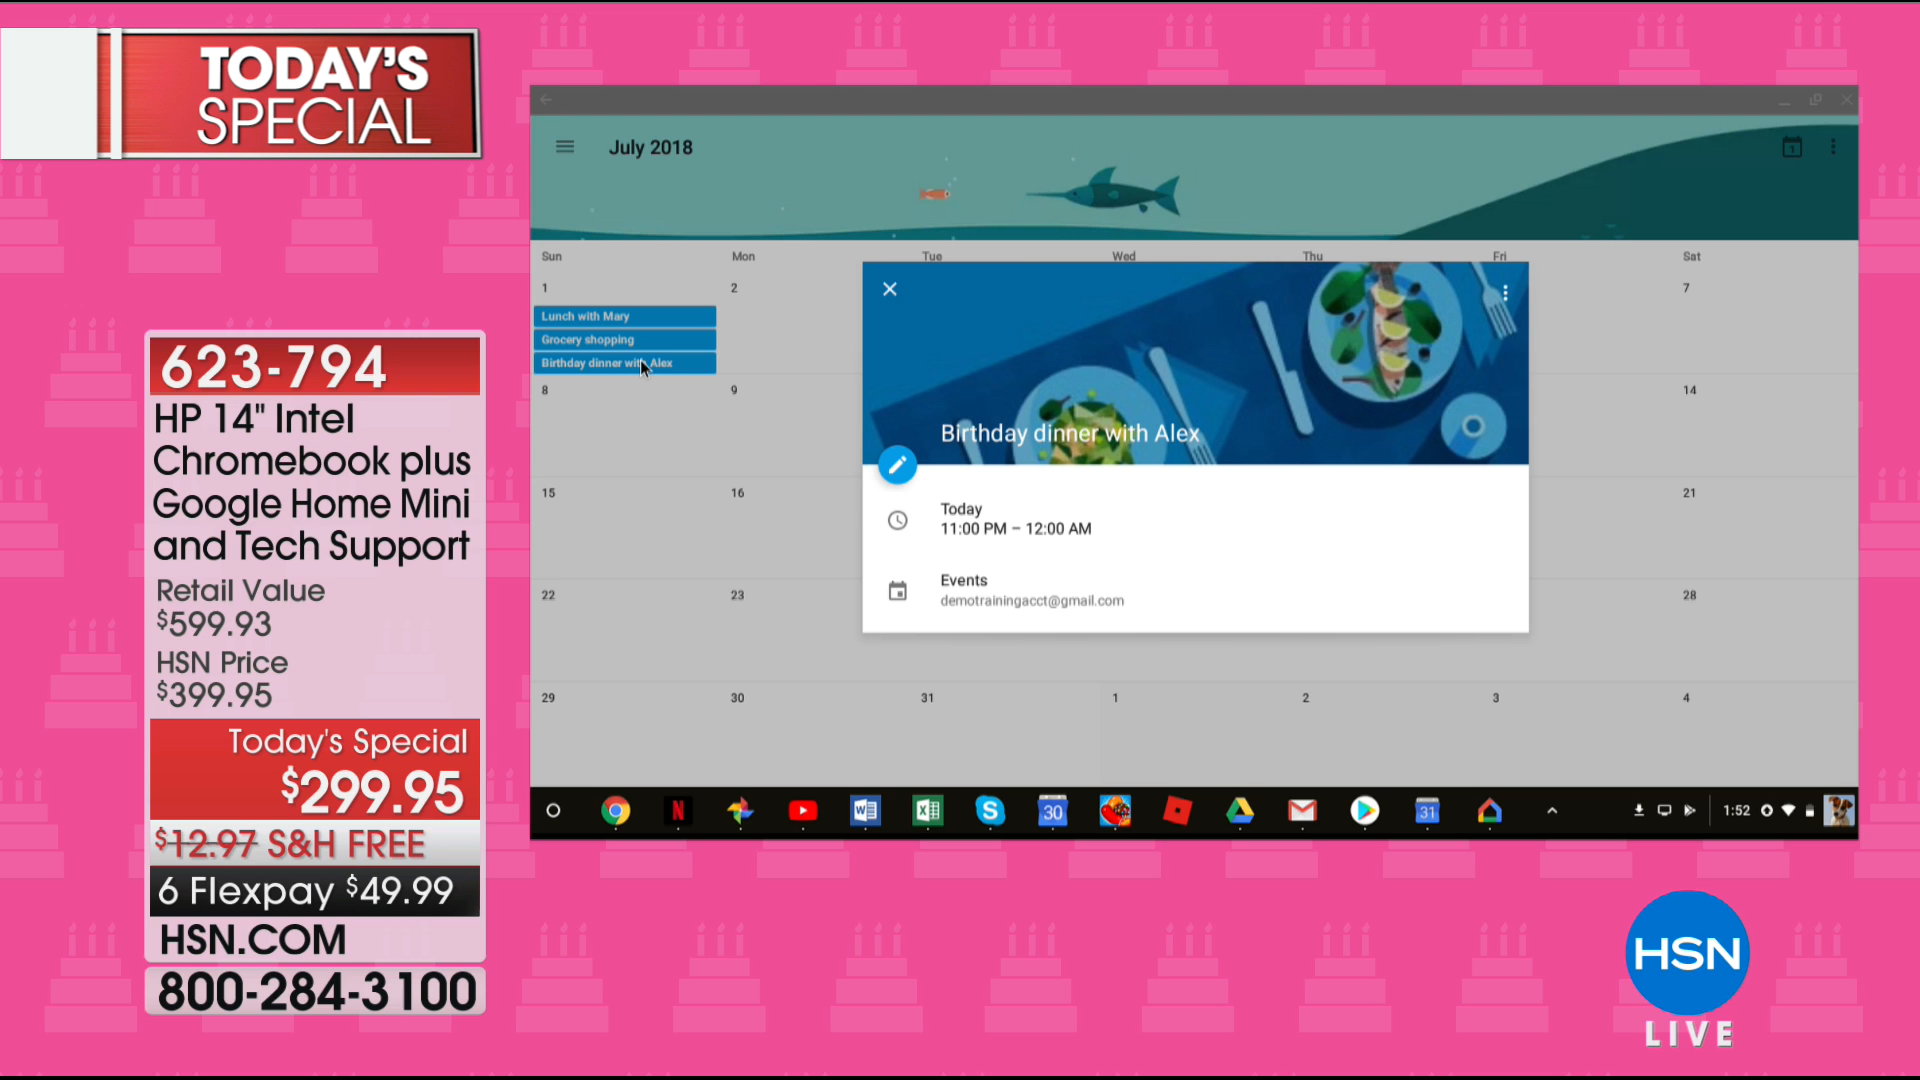 TODAY'S
SPECIAL
623-794
HP 14" Intel
Chromebook plus
Google Home Mini
and Tech Support
Retail Value
$599.93
HSN Price
$399.95
Today's Special
$299.95
$12.97 S&H FREE
6 Flexpay $49.99
HSN.COM
800-284-3100
July 2018
1
Sun Mon Tue Wed Thu Fri Sat
1 2 7
Lunch with Mary
Grocery shopping
Birthday dinner with Alex
8 9 14
15 16 21
22 23 28
29 30 31 1 2 3 4
Birthday dinner with Alex
Today
11:00 PM – 12:00 AM
Events
demotrainingacct@gmail.com
N W X S 30 31 1:52
HSN
LIVE